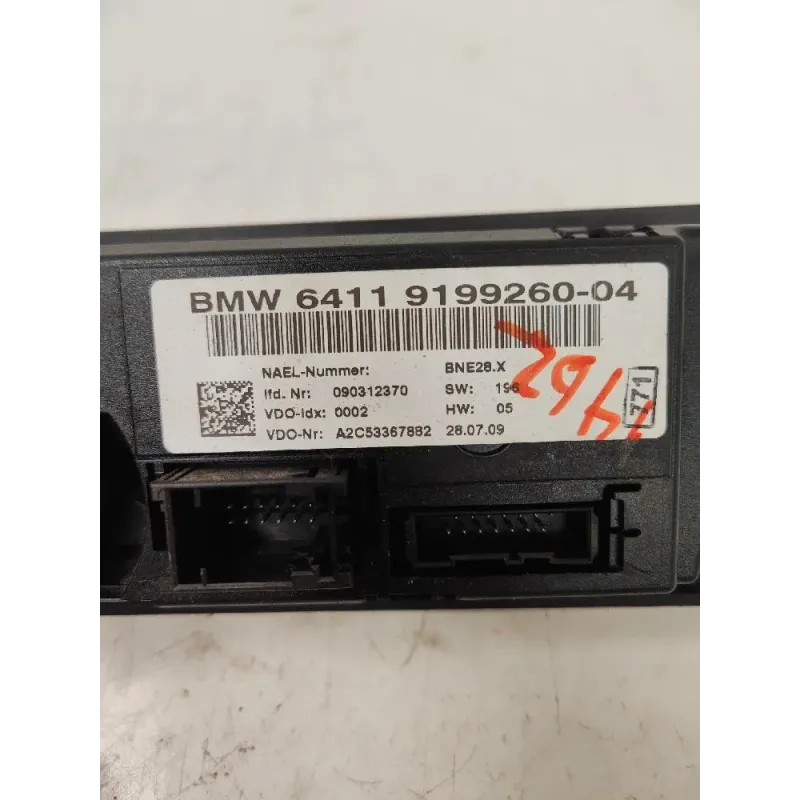 BMW 6411 9199260-04
NAEL-Nummer: BNE28.X
lfd. Nr: 090312370 SW: 196
VDO-idx: 0002 HW: 05
VDO-Nr: A2C53367882 28.07.09
771